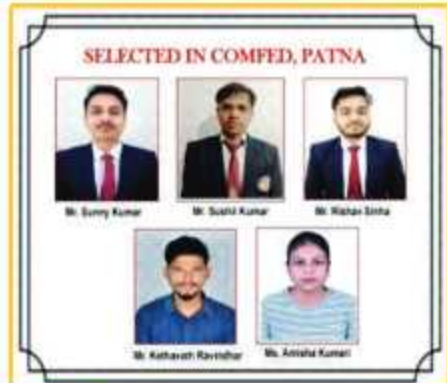 SELECTED IN COMFED, PATNA
Mr. Sunny Kumar
Mr. Sushil Kumar
Mr. Rishav Sinha
Mr. Kethavath Ravindhar
Ms. Anisha Kumari